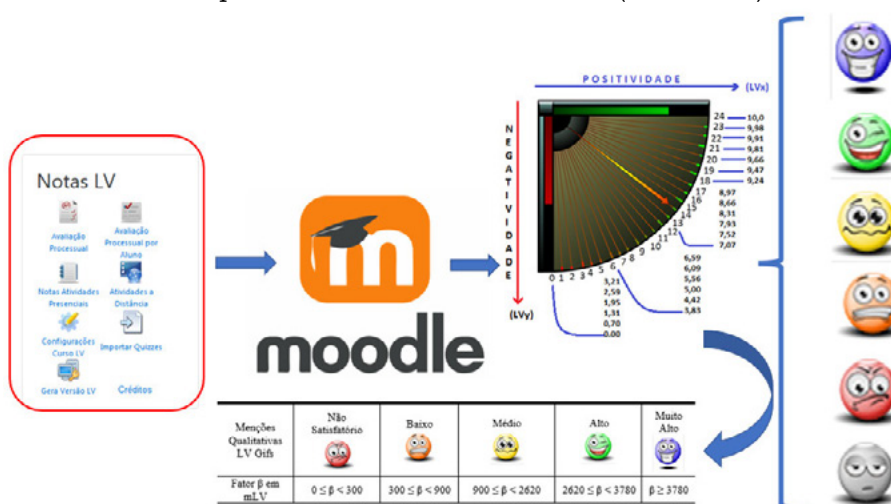 POSITIVIDADE
(LVx)
NEGATIVIDADE
(LVy)
24 10,0
23 9,98
22 9,91
21 9,81
20 9,66
19 9,47
18 9,24
17
16
15
14
13
12
11
10
9
8
7
6
5
4
3
2
1
0
8,97
8,66
8,31
7,93
7,52
7,07
6,59
6,09
5,56
5,00
4,42
3,83
3,21
2,59
1,95
1,31
0,70
0,00
Notas LV
Avaliação Processual
Avaliação Processual por Aluno
Notas Atividades Presenciais
Atividades a Distância
Configurações Curso LV
Importar Quizzes
Gera Versão LV
Créditos
m
moodle
Menções Qualitativas LV Gift
Não Satisfatório
Baixo
Médio
Alto
Muito Alto
Fator β em mLV
0 ≤ β < 300
300 ≤ β < 900
900 ≤ β < 2620
2620 ≤ β < 3780
β ≥ 3780